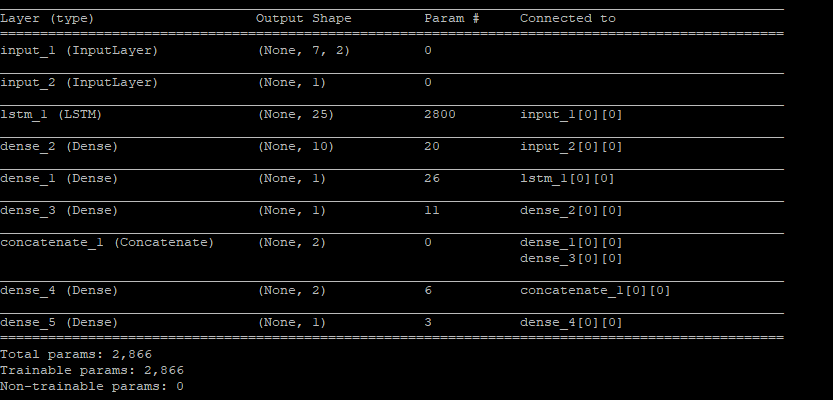 Layer (type) Output Shape Param # Connected to
input_1 (InputLayer) (None, 7, 2) 0
input_2 (InputLayer) (None, 1) 0
lstm_1 (LSTM) (None, 25) 2800 input_1[0][0]
dense_2 (Dense) (None, 10) 20 input_2[0][0]
dense_1 (Dense) (None, 1) 26 lstm_1[0][0]
dense_3 (Dense) (None, 1) 11 dense_2[0][0]
concatenate_1 (Concatenate) (None, 2) 0 dense_1[0][0]
dense_3[0][0]
dense_4 (Dense) (None, 2) 6 concatenate_1[0][0]
dense_5 (Dense) (None, 1) 3 dense_4[0][0]
Total params: 2,866
Trainable params: 2,866
Non-trainable params: 0